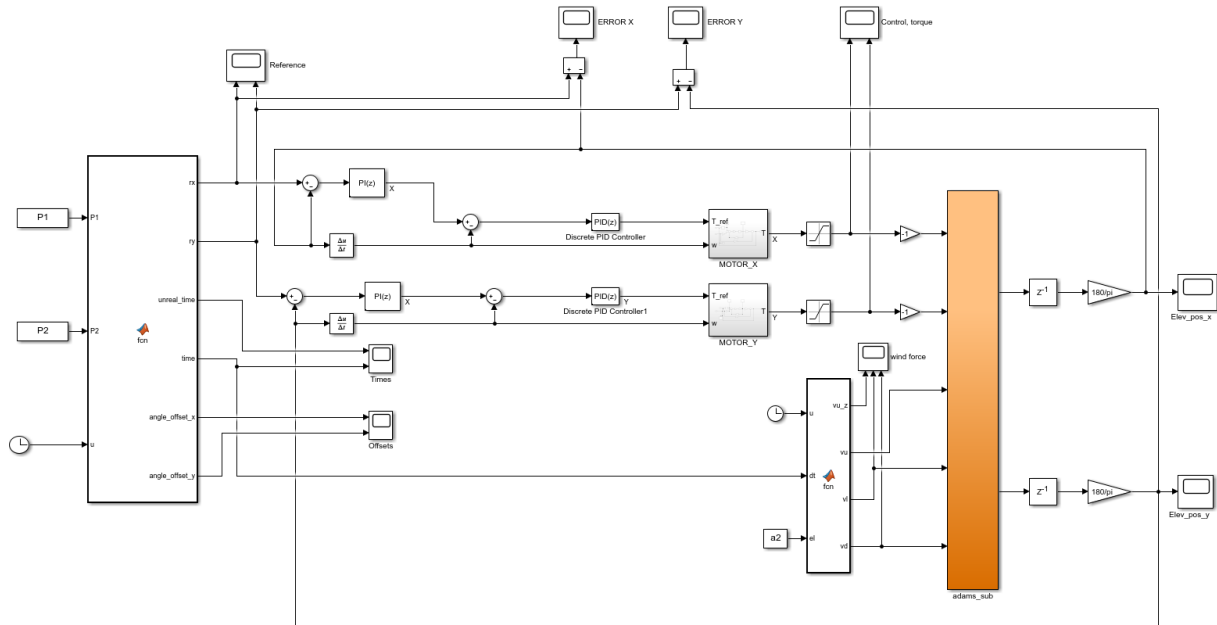 ERROR X
ERROR Y
Control, torque
Reference
+ −
+ −
rx
+
−
PI(z)
X
P1
P1
+
−
PID(z)
Discrete PID Controller
T_ref
w
T
X
MOTOR_X
-1
ry
Δu
Δt
unreal_time
+
−
PI(z)
X
+
−
PID(z)
Y
Discrete PID Controller1
T_ref
w
T
Y
MOTOR_Y
-1
Z-1
180/pi
Elev_pos_x
P2
P2
fcn
Δu
Δt
time
Times
wind force
angle_offset_x
Offsets
u
vu_z
u
angle_offset_y
vu
dt
fcn
vl
a2
el
vd
Z-1
180/pi
Elev_pos_y
adams_sub